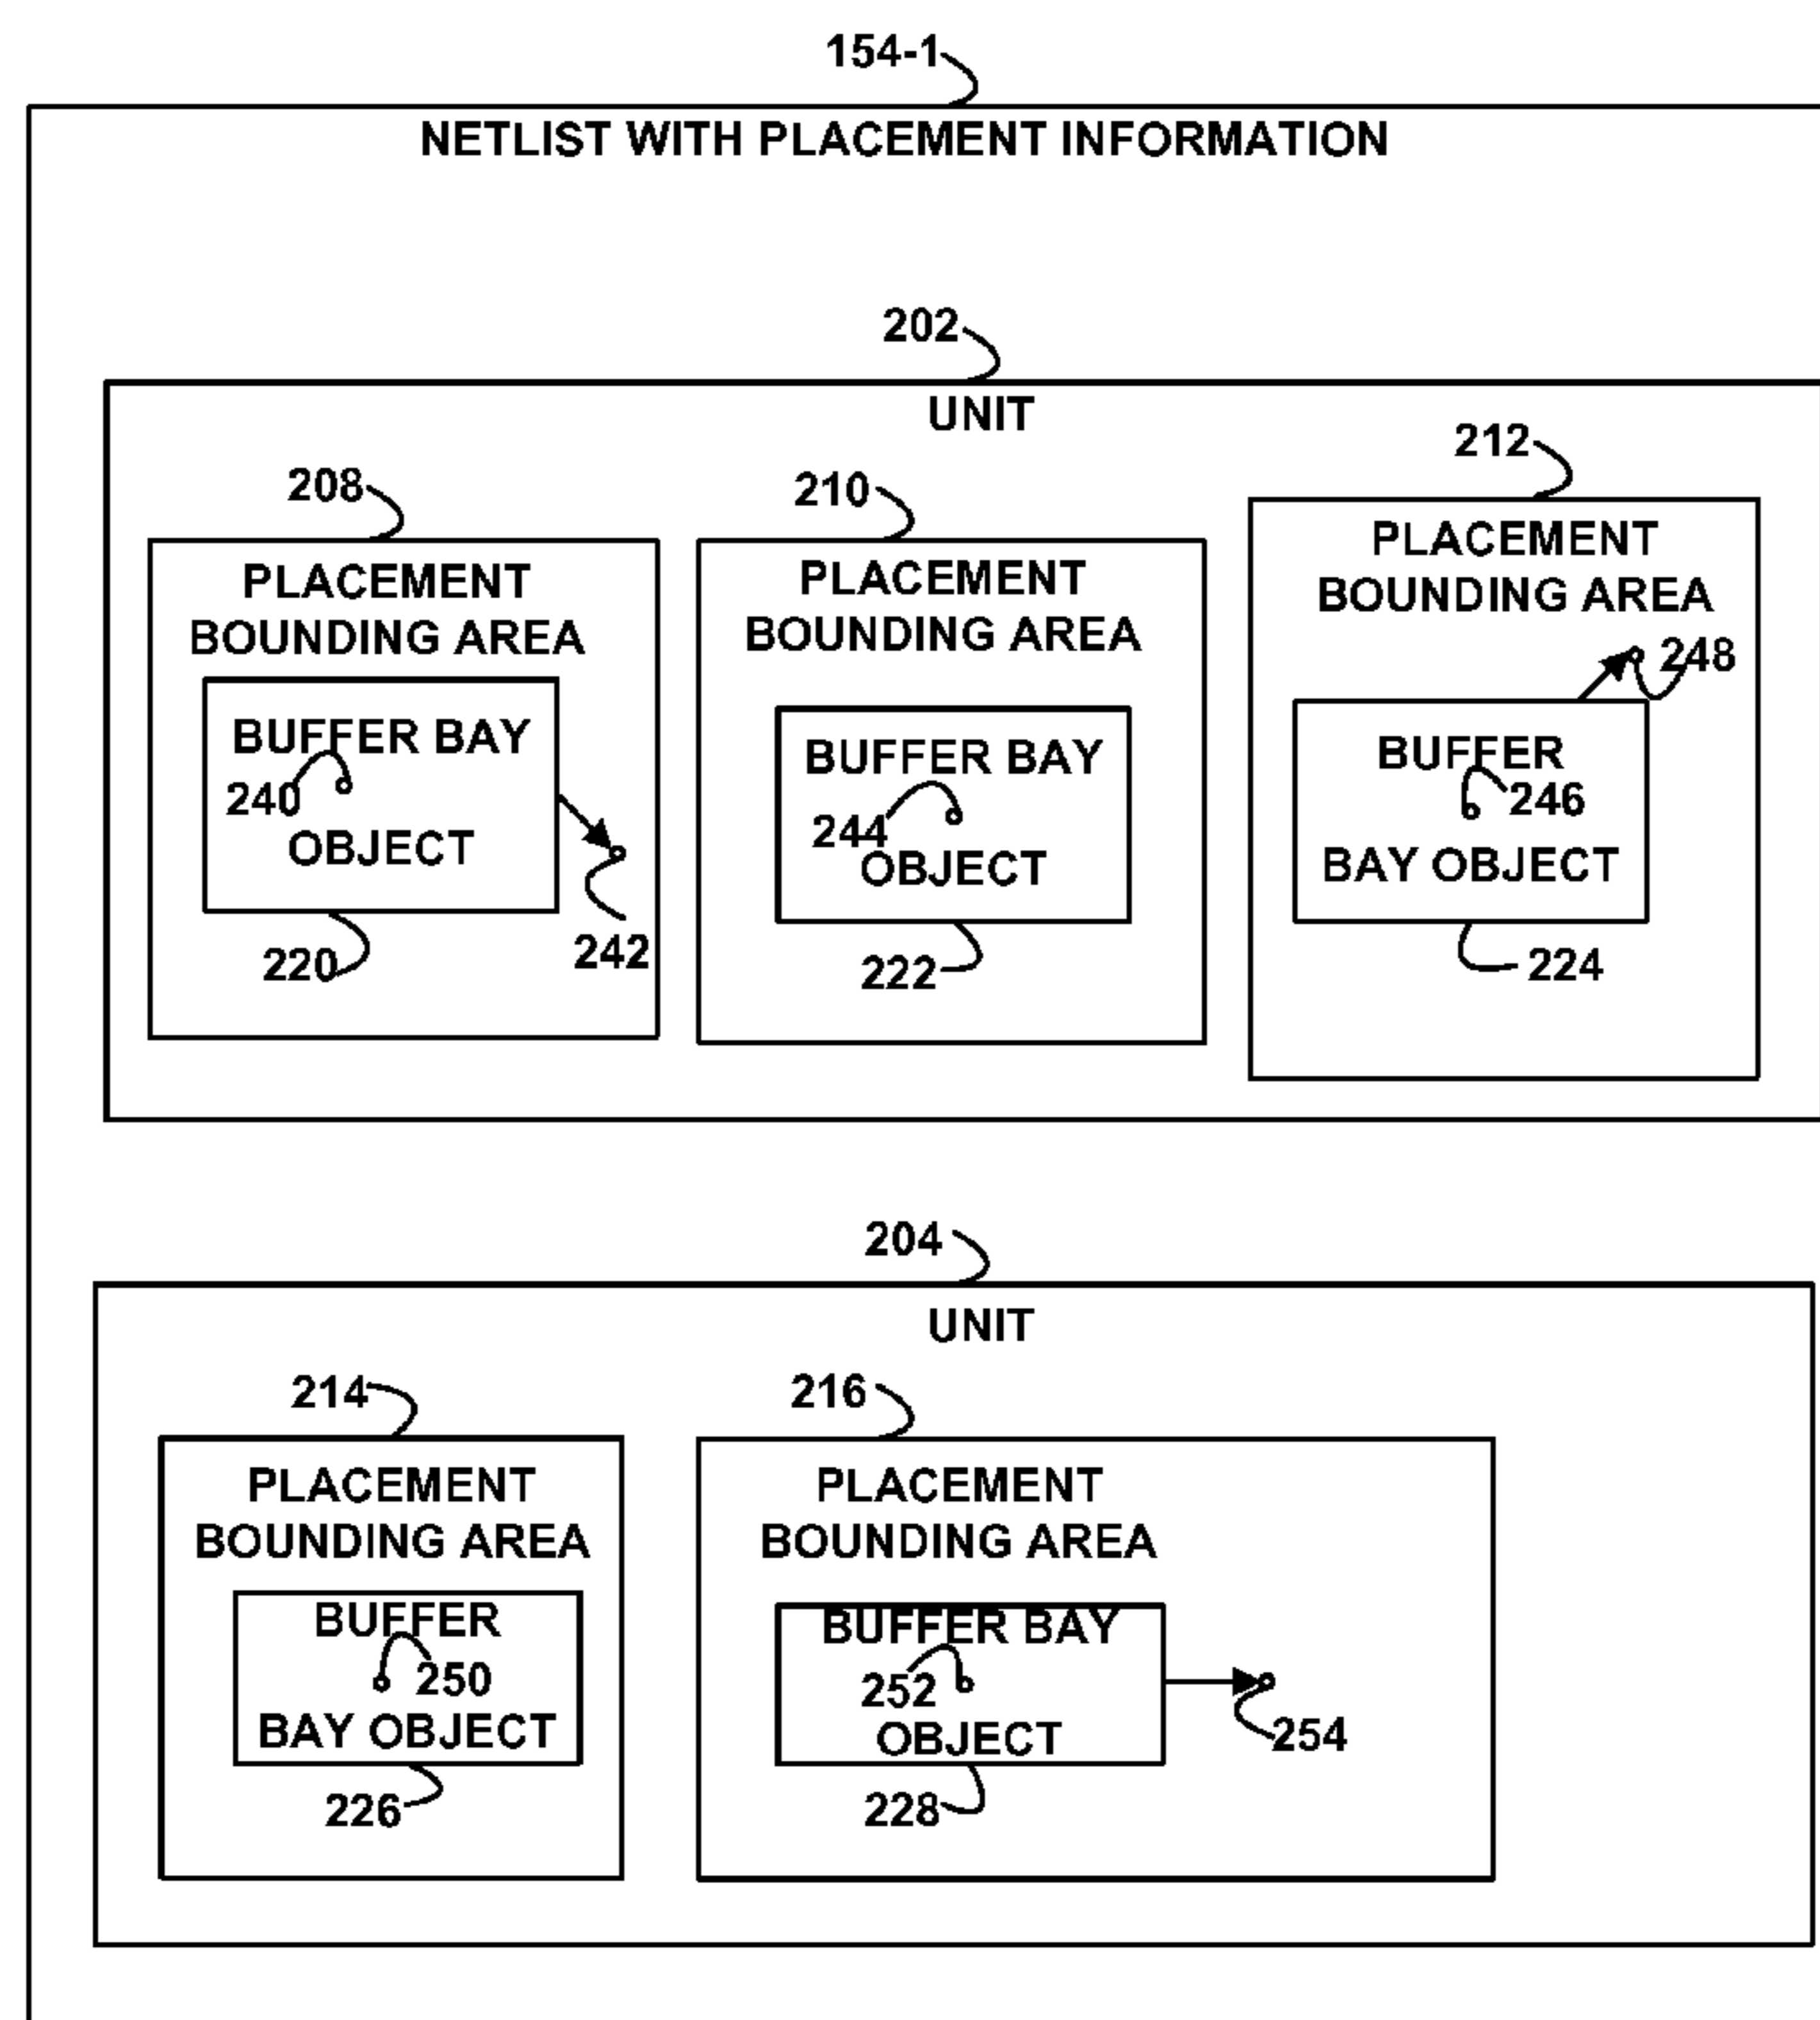 154-1
NETLIST WITH PLACEMENT INFORMATION
202
UNIT
208
210
212
PLACEMENT
BOUNDING AREA
BUFFER BAY
240
OBJECT
242
220
PLACEMENT
BOUNDING AREA
BUFFER BAY
244
OBJECT
222
PLACEMENT
BOUNDING AREA
248
BUFFER
246
BAY OBJECT
224
204
UNIT
214
216
PLACEMENT
BOUNDING AREA
BUFFER
250
BAY OBJECT
226
PLACEMENT
BOUNDING AREA
BUFFER BAY
252
OBJECT
254
228